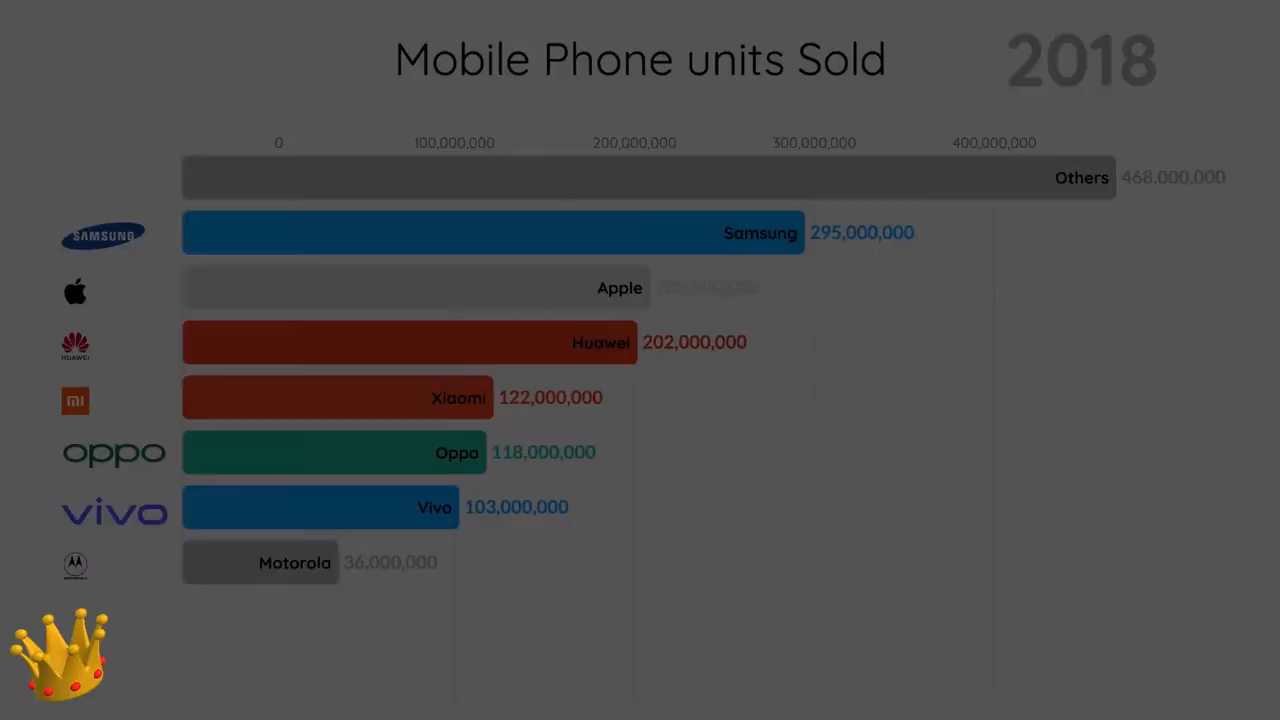 Mobile Phone units Sold
2018
0 100,000,000 200,000,000 300,000,000 400,000,000
Others 468.000,000
SAMSUNG Samsung 295,000,000
Apple
HUAWEI Huawei 202,000,000
mi Xiaomi 122,000,000
oppo Oppo 118,000,000
vivo Vivo 103,000,000
Motorola 36,000,000